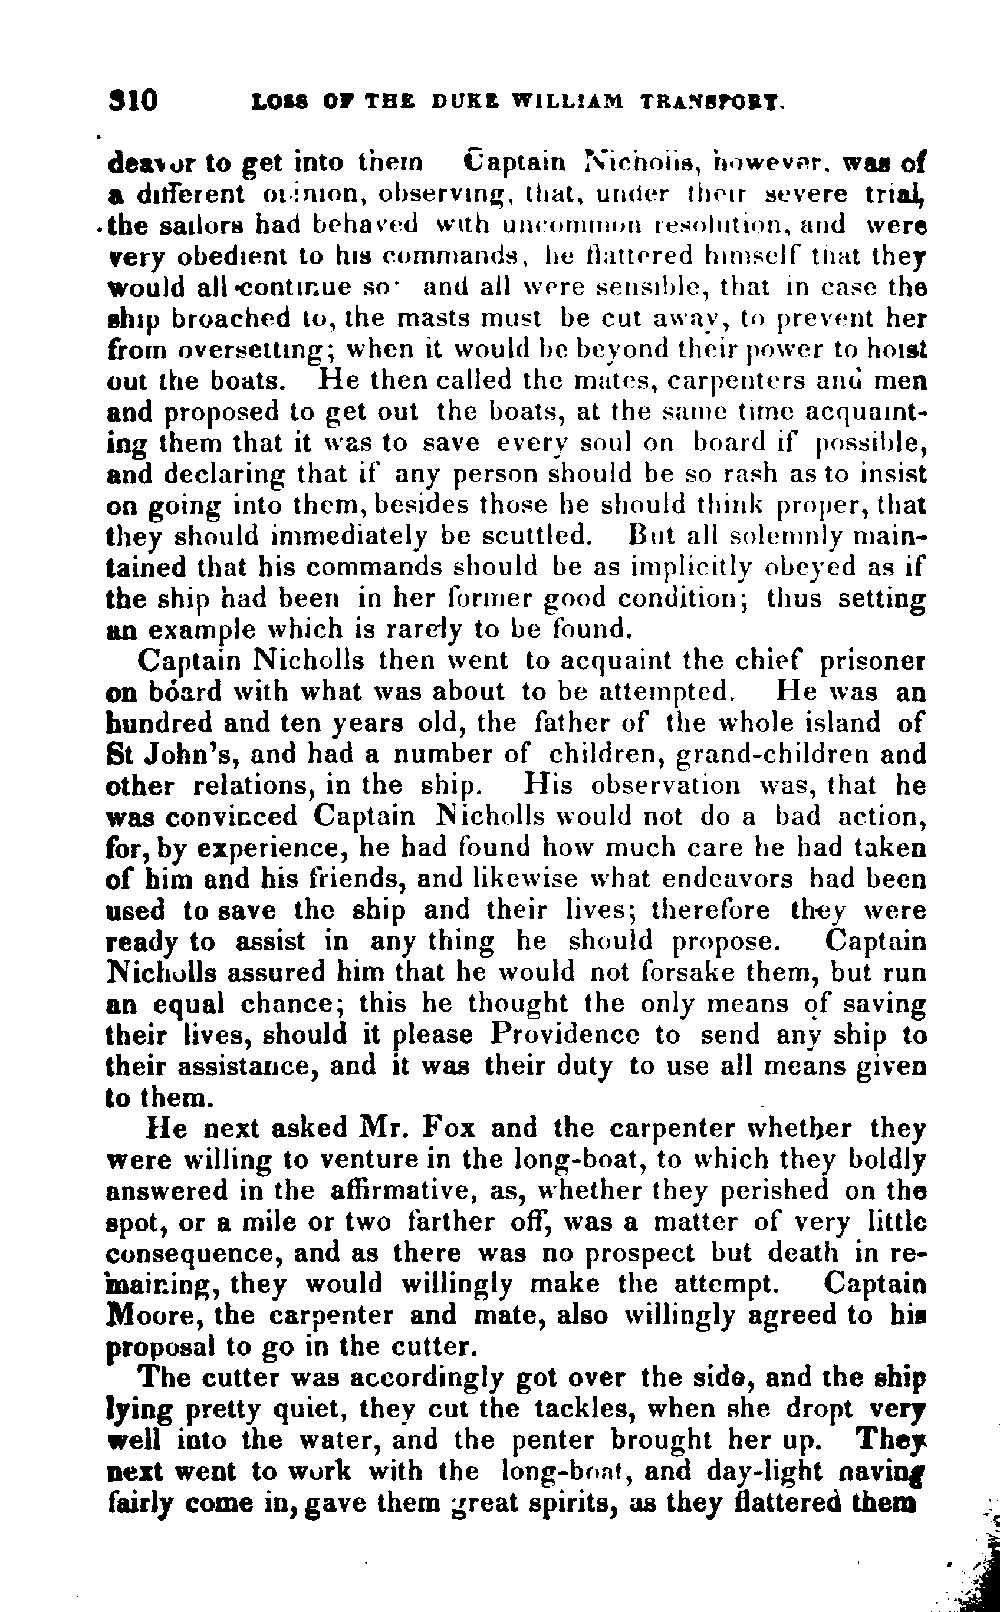 310 LOSS OF THE DUKE WILLIAM TRANSPORT.
deavor to get into them Captain Nicholls, however, was of
a different opinion, observing, that, under their severe trial,
the sailors had behaved with uncommon resolution, and were
very obedient to his commands, he flattered himself that they
would all continue so and all were sensible, that in case the
ship broached to, the masts must be cut away, to prevent her
from oversetting; when it would be beyond their power to hoist
out the boats. He then called the mates, carpenters and men
and proposed to get out the boats, at the same time acquaint-
ing them that it was to save every soul on board if possible,
and declaring that if any person should be so rash as to insist
on going into them, besides those he should think proper, that
they should immediately be scuttled. But all solemnly main-
tained that his commands should be as implicitly obeyed as if
the ship had been in her former good condition; thus setting
an example which is rarely to be found.
Captain Nicholls then went to acquaint the chief prisoner
on board with what was about to be attempted. He was an
hundred and ten years old, the father of the whole island of
St John's, and had a number of children, grand-children and
other relations, in the ship. His observation was, that he
was convinced Captain Nicholls would not do a bad action,
for, by experience, he had found how much care he had taken
of him and his friends, and likewise what endeavors had been
used to save the ship and their lives; therefore they were
ready to assist in any thing he should propose. Captain
Nicholls assured him that he would not forsake them, but run
an equal chance; this he thought the only means of saving
their lives, should it please Providence to send any ship to
their assistance, and it was their duty to use all means given
to them.
He next asked Mr. Fox and the carpenter whether they
were willing to venture in the long-boat, to which they boldly
answered in the affirmative, as, whether they perished on the
spot, or a mile or two farther off, was a matter of very little
consequence, and as there was no prospect but death in re-
maining, they would willingly make the attempt. Captain
Moore, the carpenter and mate, also willingly agreed to his
proposal to go in the cutter.
The cutter was accordingly got over the side, and the ship
lying pretty quiet, they cut the tackles, when she dropt very
well into the water, and the penter brought her up. They
next went to work with the long-boat, and day-light having
fairly come in, gave them great spirits, as they flattered them